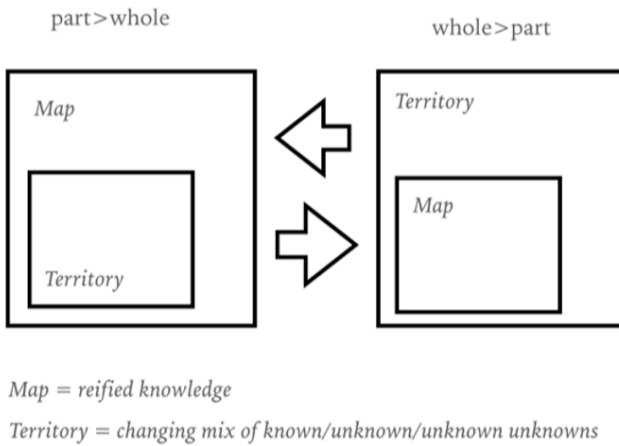 part>whole
whole>part
Map
Territory
Territory
Map
Map = reified knowledge
Territory = changing mix of known/unknown/unknown unknowns